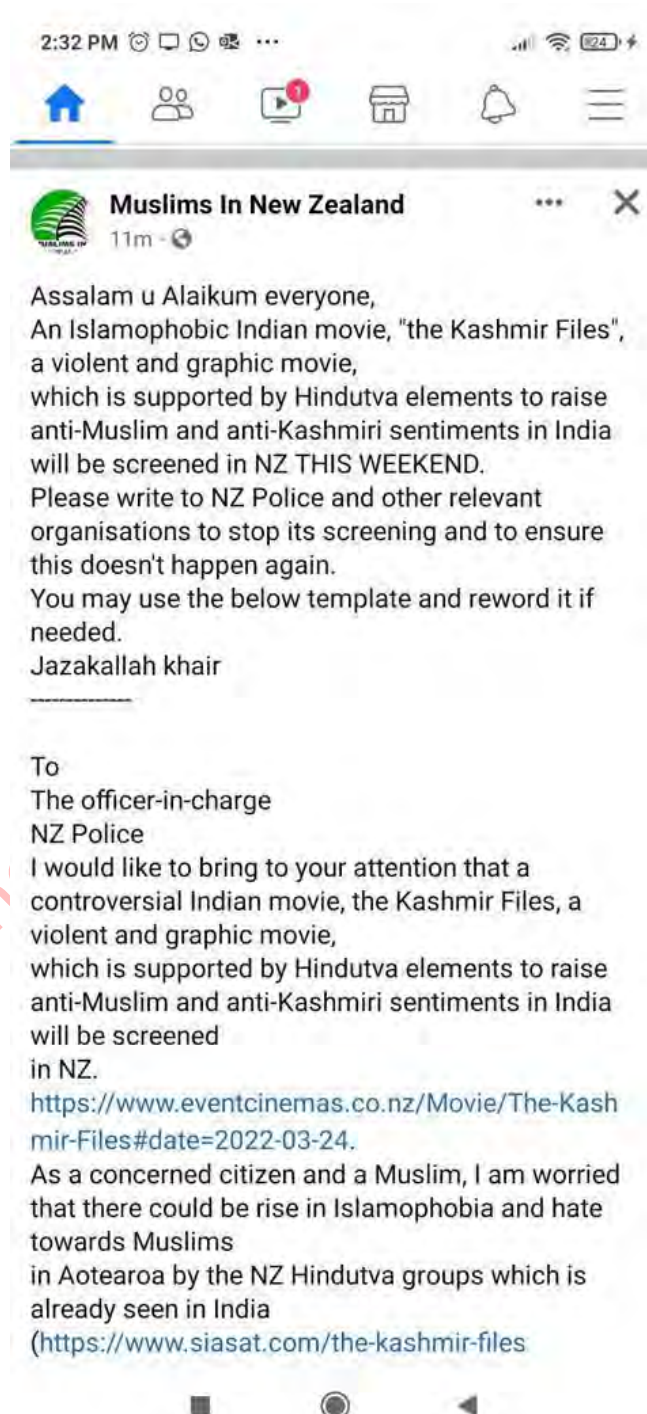 2:32 PM
24
1
Muslims In New Zealand
11m
MUSLIMS IN
Assalam u Alaikum everyone,
An Islamophobic Indian movie, "the Kashmir Files",
a violent and graphic movie,
which is supported by Hindutva elements to raise
anti-Muslim and anti-Kashmiri sentiments in India
will be screened in NZ THIS WEEKEND.
Please write to NZ Police and other relevant
organisations to stop its screening and to ensure
this doesn't happen again.
You may use the below template and reword it if
needed.
Jazakallah khair
--------------
To
The officer-in-charge
NZ Police
I would like to bring to your attention that a
controversial Indian movie, the Kashmir Files, a
violent and graphic movie,
which is supported by Hindutva elements to raise
anti-Muslim and anti-Kashmiri sentiments in India
will be screened
in NZ.
https://www.eventcinemas.co.nz/Movie/The-Kash
mir-Files#date=2022-03-24.
As a concerned citizen and a Muslim, I am worried
that there could be rise in Islamophobia and hate
towards Muslims
in Aotearoa by the NZ Hindutva groups which is
already seen in India
(https://www.siasat.com/the-kashmir-files